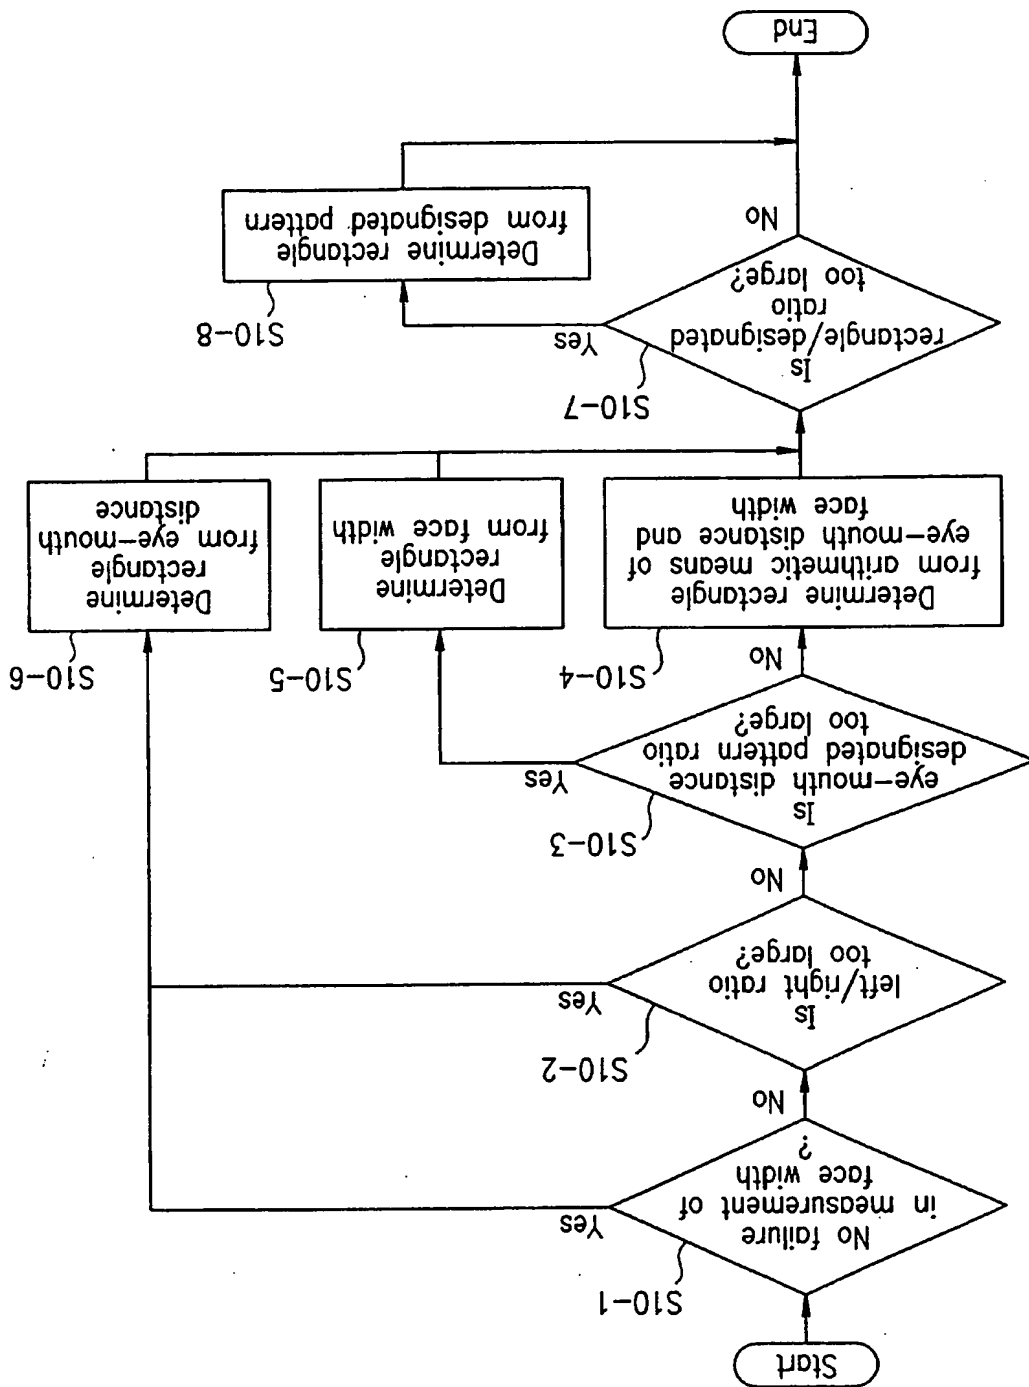 Start
S10-1
No failure
in measurement of
face width
?
Yes
No
S10-2
Is
left/right ratio
too large?
Yes
No
S10-3
Is
eye-mouth distance
designated pattern ratio
too large?
Yes
No
S10-4
Determine rectangle
from arithmetic means of
eye-mouth distance and
face width
S10-5
Determine
rectangle
from face width
S10-6
Determine
rectangle
from eye-mouth
distance
S10-7
Is
rectangle/designated
ratio
too large?
Yes
No
S10-8
Determine rectangle
from designated pattern
End